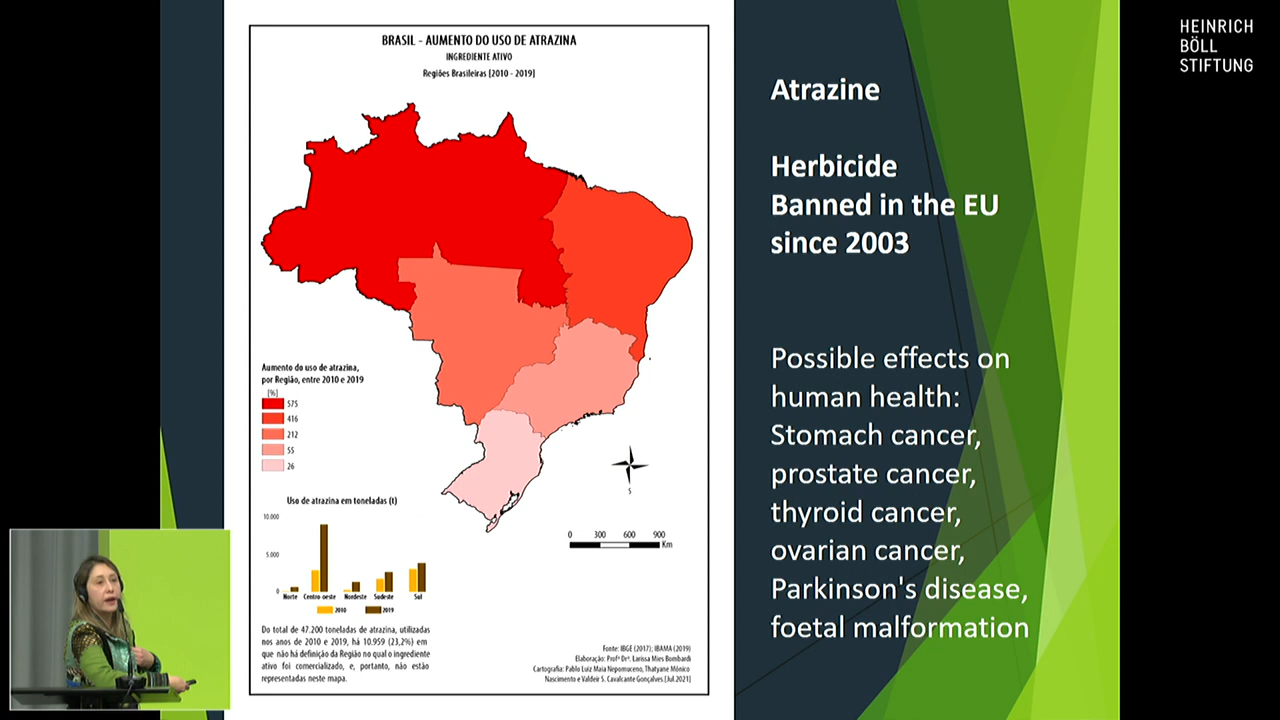 BRASIL - AUMENTO DO USO DE ATRAZINA
INGREDIENTE ATIVO
Regiões Brasileiras [2010 - 2019]
Aumento do uso de atrazina,
por Região, entre 2010 e 2019
[%]
575
416
212
55
26
Uso de atrazina em toneladas (t)
10.000
5.000
0
Norte Centro-oeste Nordeste Sudeste Sul
2010 2019
Do total de 47.200 toneladas de atrazina, utilizadas
nos anos de 2010 e 2019, há 10.959 (23,2%) em
que não há definição da Região no qual o ingrediente
ativo foi comercializado, e, portanto, não estão
representadas neste mapa.
S
0 300 600 900
Km
Fonte: IBGE (2017); IBAMA (2019)
Elaboração: Profª Drª. Larissa Mies Bombardi
Cartografia: Pablo Luiz Maia Nepomuceno, Thatyane Mônico
Nascimento e Valdeir S. Cavalcante Gonçalves [Jul.2021]
Atrazine
Herbicide
Banned in the EU
since 2003
Possible effects on
human health:
Stomach cancer,
prostate cancer,
thyroid cancer,
ovarian cancer,
Parkinson's disease,
foetal malformation
HEINRICH
BÖLL
STIFTUNG